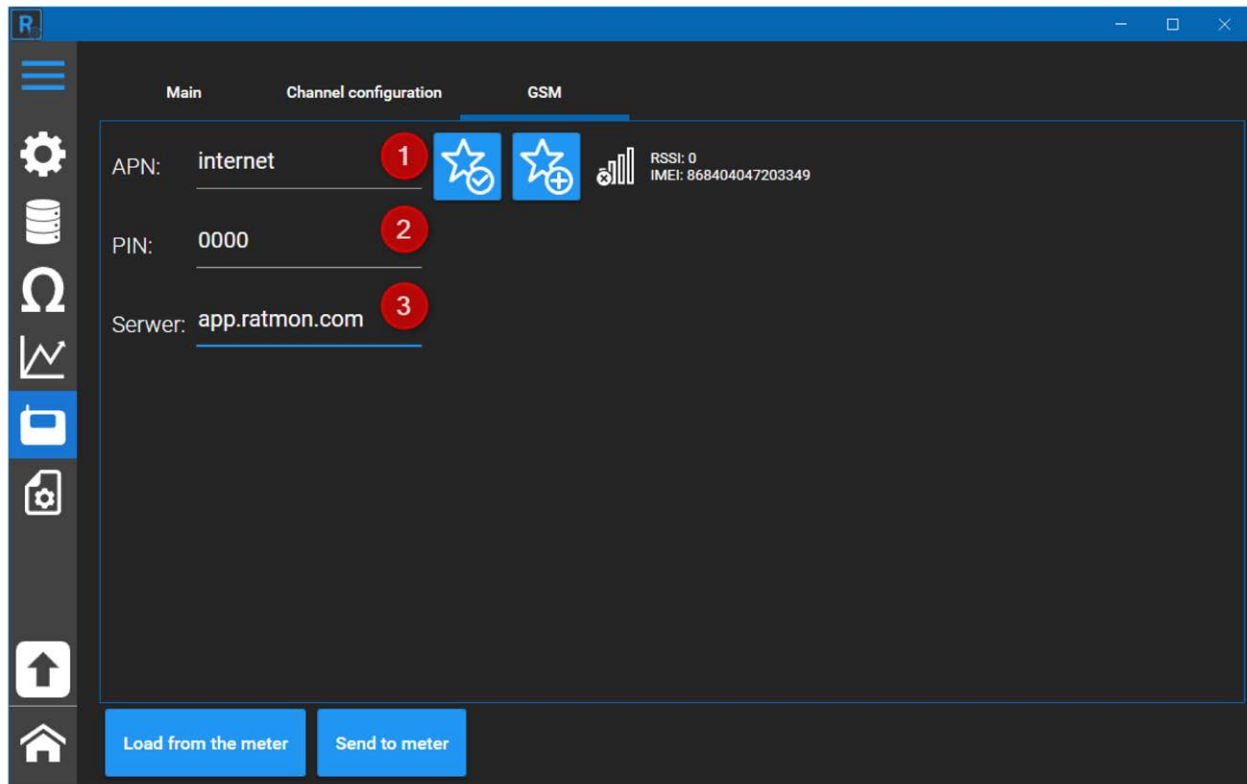 R
Main Channel configuration GSM
APN: internet 1
RSSI: 0
IMEI: 868404047203349
PIN: 0000 2
Serwer: app.ratmon.com 3
Load from the meter Send to meter